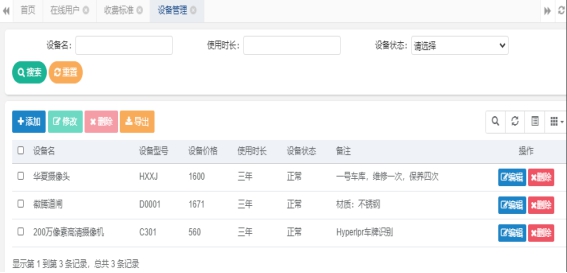 首页 在线用户 收费标准 设备管理
设备名： 使用时长： 设备状态： 请选择
搜索 重置
添加 修改 删除 导出
设备名 设备型号 设备价格 使用时长 设备状态 备注 操作
华夏摄像头 HXXJ 1600 三年 正常 一号车库，维修一次，保养四次 编辑 删除
道闸 D0001 1671 三年 正常 材质：不锈钢 编辑 删除
200万像素高清摄像机 C301 560 三年 正常 Hyperlpr车牌识别 编辑 删除
显示第 1 到第 3 条记录，总共 3 条记录